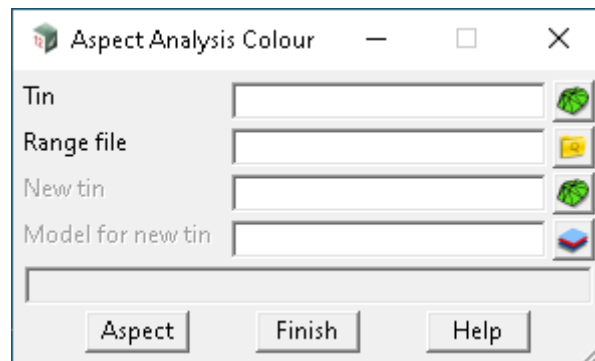 Aspect Analysis Colour
Tin
Range file
New tin
Model for new tin
Aspect Finish Help